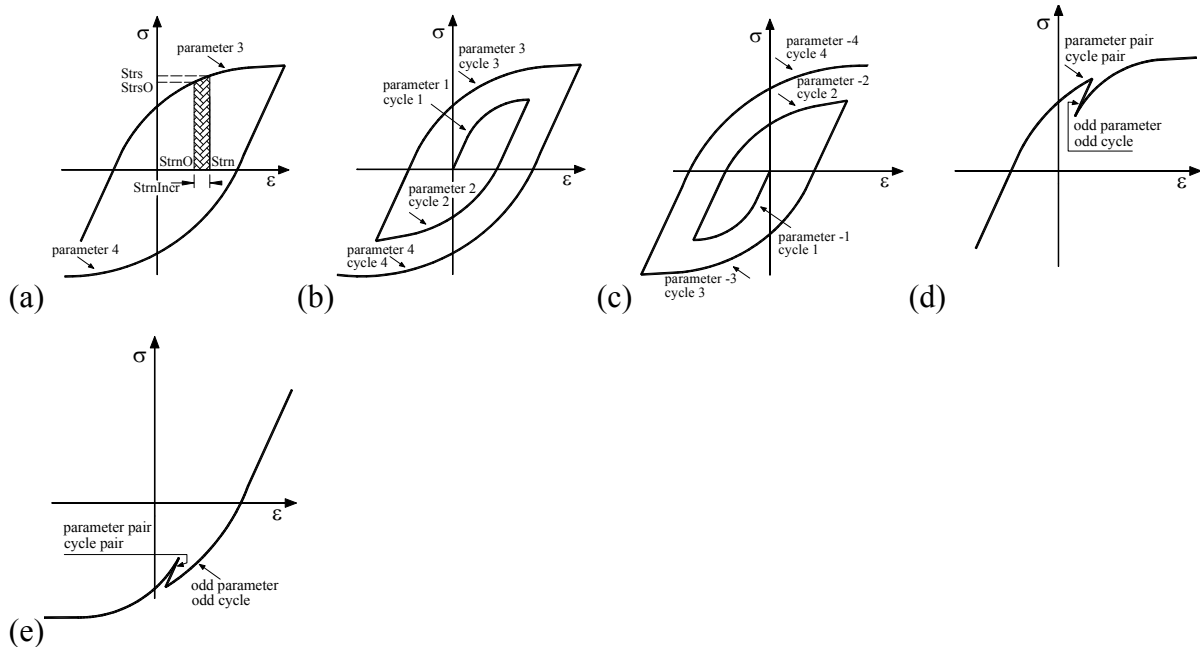 σ
parameter 3
Strs
StrsO
StrnO
Strn
ε
StrnIncr
parameter 4
(a)
σ
parameter 3
cycle 3
parameter 1
cycle 1
ε
parameter 2
cycle 2
parameter 4
cycle 4
(b)
σ
parameter -4
cycle 4
parameter -2
cycle 2
ε
parameter -1
cycle 1
parameter -3
cycle 3
(c)
σ
parameter pair
cycle pair
odd parameter
odd cycle
ε
(d)
σ
ε
parameter pair
cycle pair
odd parameter
odd cycle
(e)